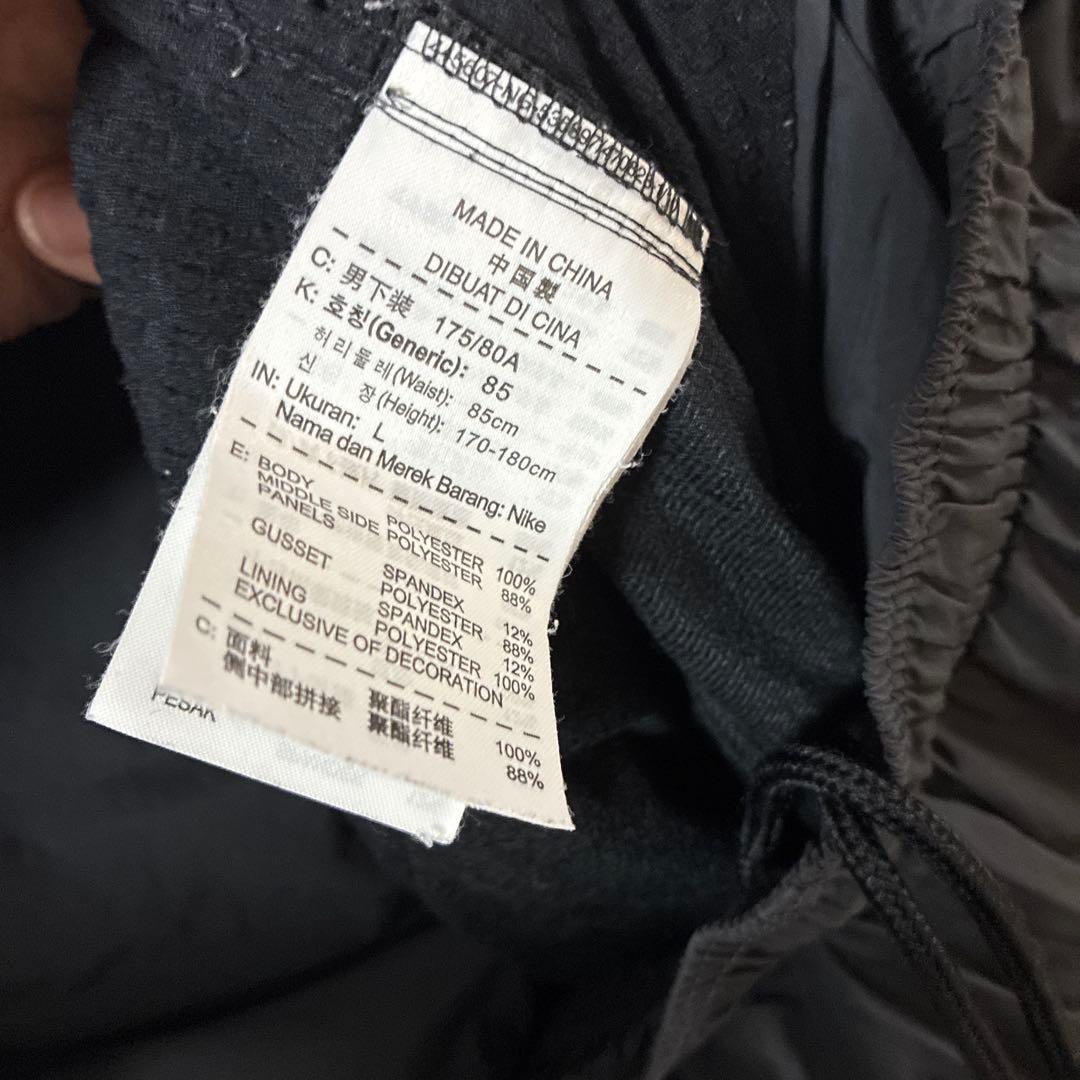 MADE IN CHINA
中国製
DIBUAT DI CINA
C: 男下装 175/80A
K: 호칭(Generic): 85
허리둘레(Waist): 85cm
신 장(Height): 170-180cm
IN: Ukuran: L
Nama dan Merek Barang: Nike
E: BODY POLYESTER 100%
MIDDLE SIDE POLYESTER 88%
PANELS
SPANDEX 12%
GUSSET POLYESTER 88%
SPANDEX 12%
LINING POLYESTER 100%
EXCLUSIVE OF DECORATION
C: 面料 聚酯纤维 100%
侧中部拼接 聚酯纤维 88%
PESAK